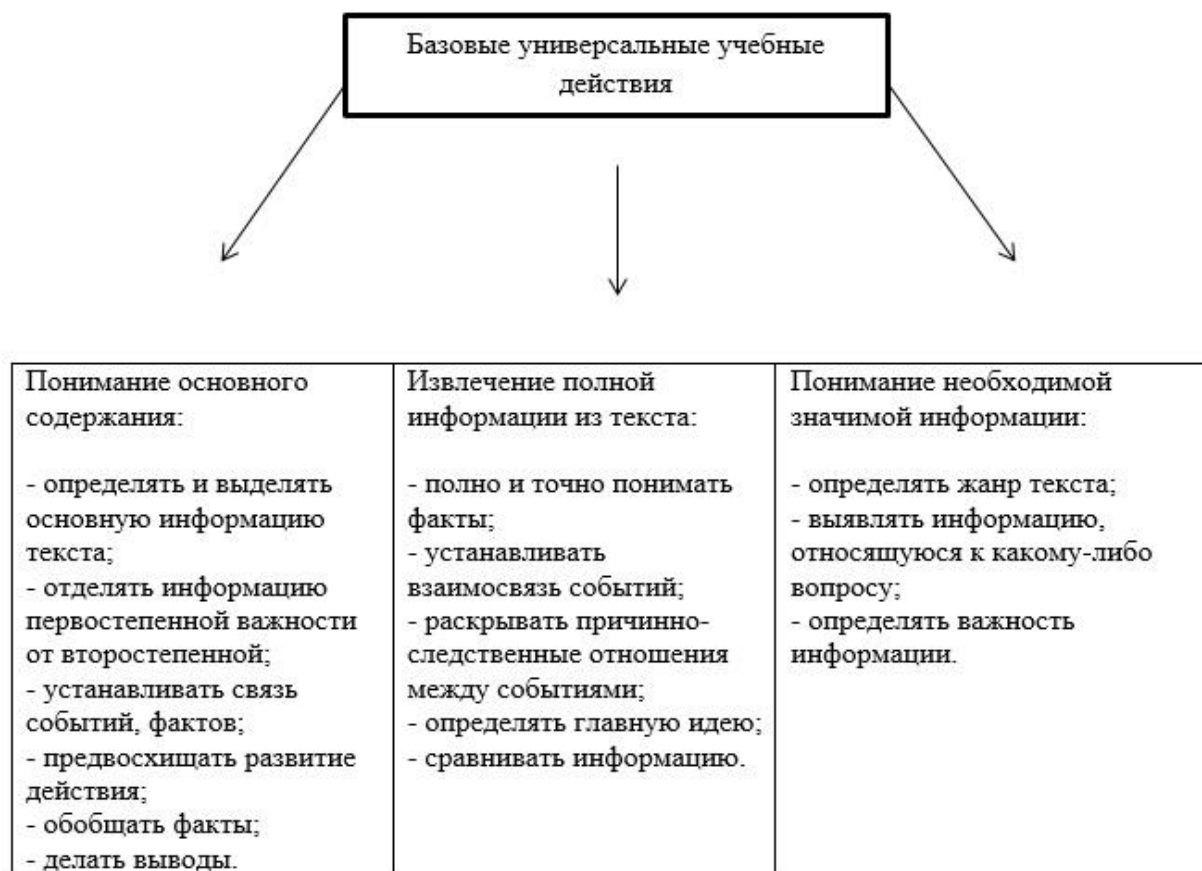 Базовые универсальные учебные
действия
Понимание основного
содержания:
- определять и выделять
основную информацию
текста;
- отделять информацию
первостепенной важности
от второстепенной;
- устанавливать связь
событий, фактов;
- предвосхищать развитие
действия;
- обобщать факты;
- делать выводы.
Извлечение полной
информации из текста:
- полно и точно понимать
факты;
- устанавливать
взаимосвязь событий;
- раскрывать причинно-
следственные отношения
между событиями;
- определять главную идею;
- сравнивать информацию.
Понимание необходимой
значимой информации:
- определять жанр текста;
- выявлять информацию,
относящуюся к какому-либо
вопросу;
- определять важность
информации.